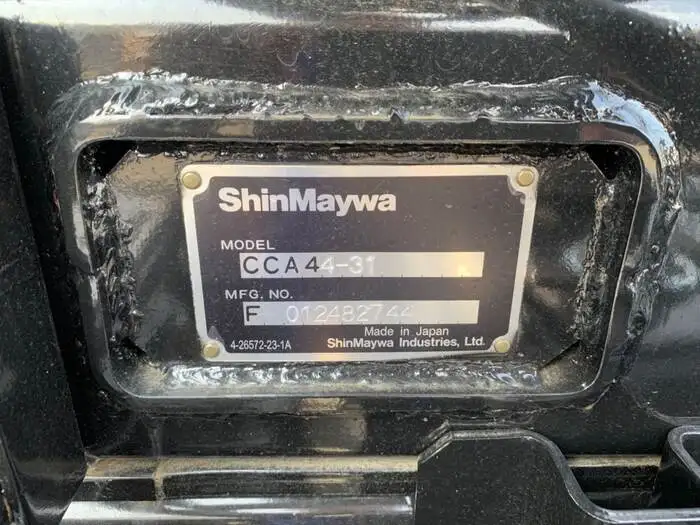 ShinMaywa
MODEL
CCA44-31
MFG. NO.
F 012482744
Made in Japan
4-26572-23-1A ShinMaywa Industries, Ltd.